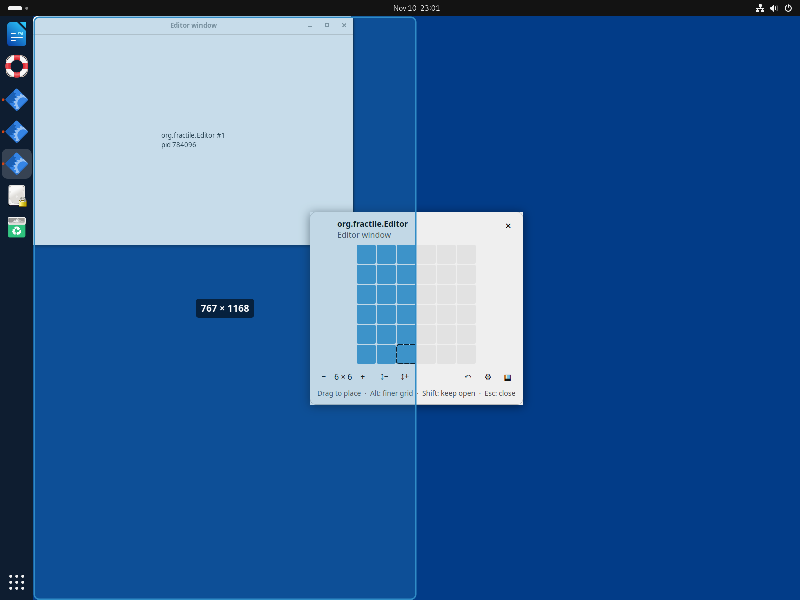 Nov 10 23:01
Editor window
org.fractile.Editor #1
pid 784096
org.fractile.Editor
Editor window
767 × 1168
− 6 × 6 +
Drag to place · Alt: finer grid · Shift: keep open · Esc: close